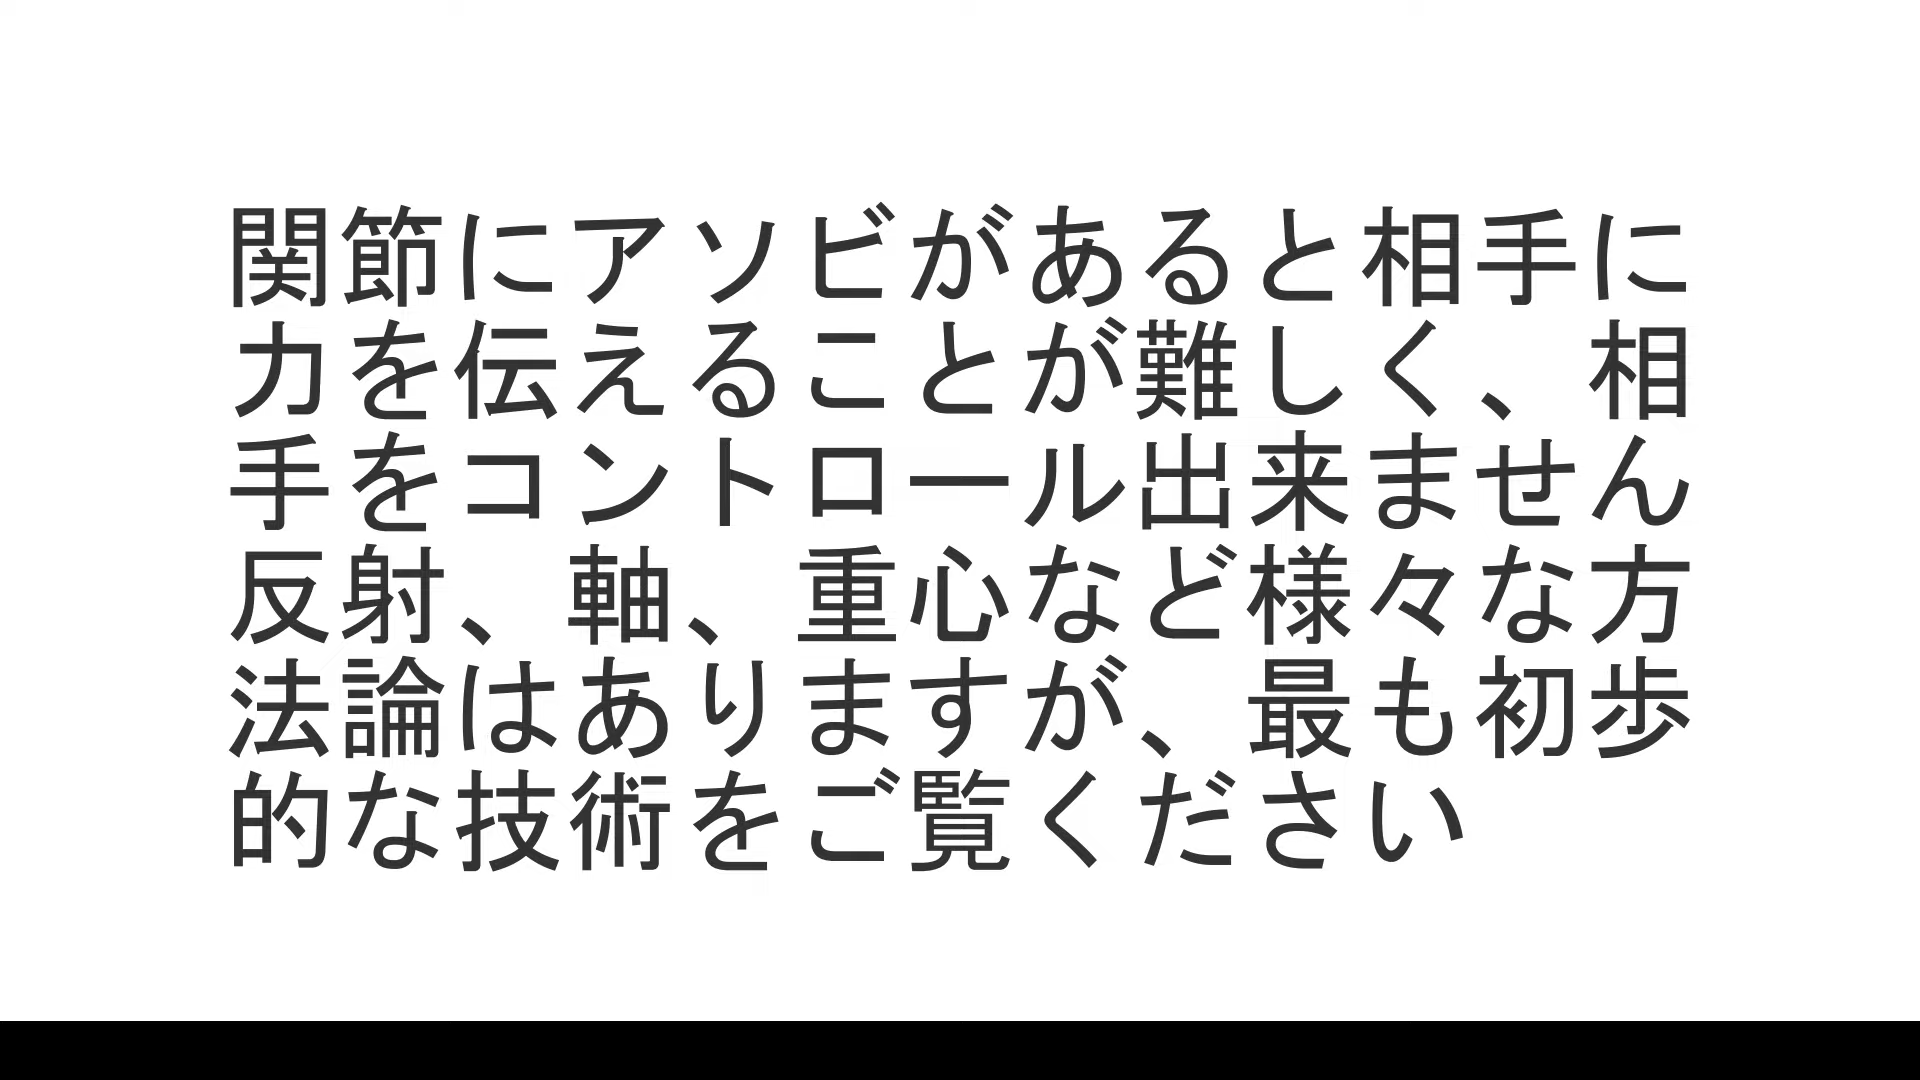 関節にアソビがあると相手に
力を伝えることが難しく、相
手をコントロール出来ません
反射、軸、重心など様々な方
法論はありますが、最も初歩
的な技術をご覧ください